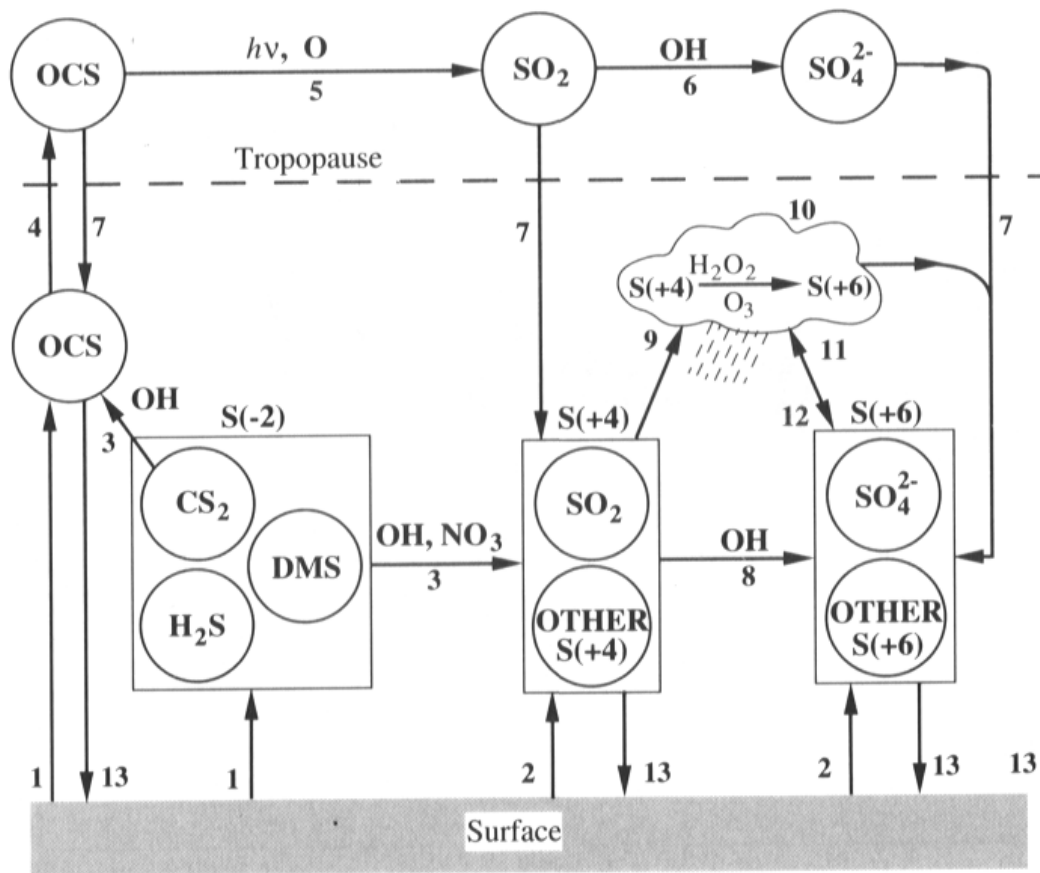 OCS
hν, O
5
SO₂
OH
6
SO₄²⁻
Tropopause
4
7
7
10
7
S(+4)
H₂O₂
O₃
S(+6)
OCS
9
11
OH
3
S(-2)
S(+4)
12
S(+6)
CS₂
DMS
H₂S
OH, NO₃
3
SO₂
OTHER
S(+4)
OH
8
SO₄²⁻
OTHER
S(+6)
1
13
1
2
13
2
13
13
Surface